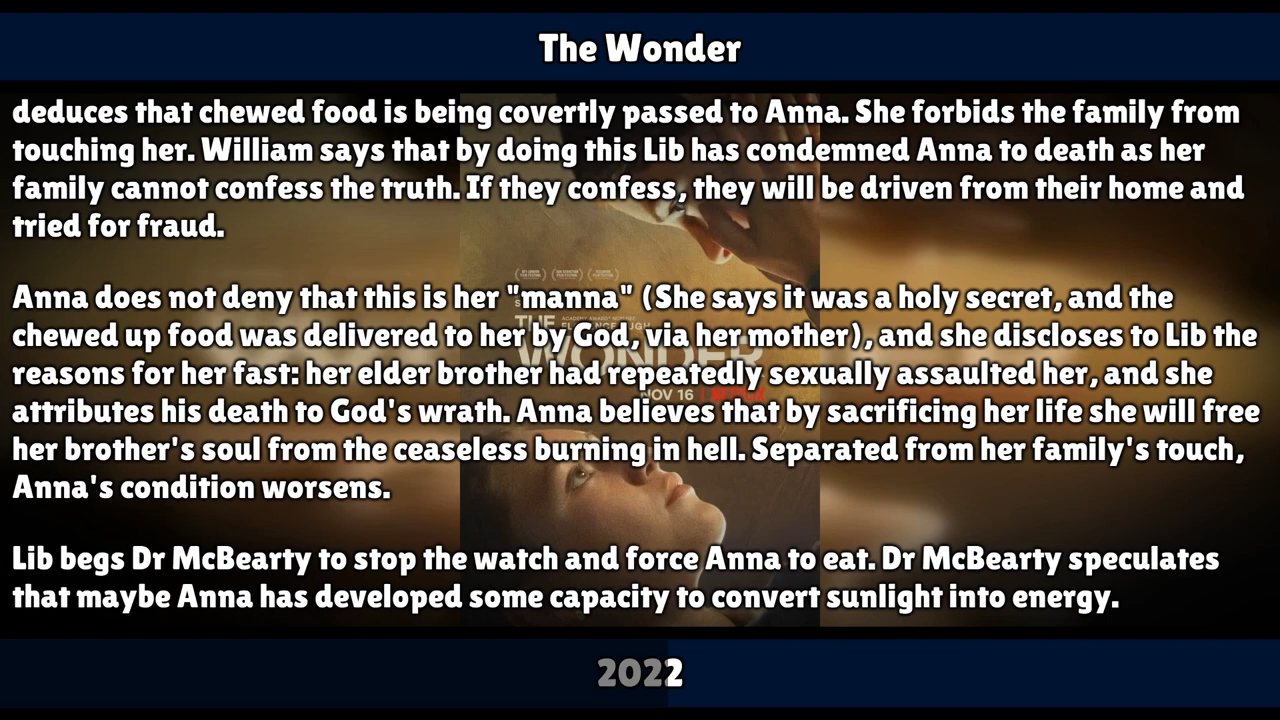 The Wonder
deduces that chewed food is being covertly passed to Anna. She forbids the family from
touching her. William says that by doing this Lib has condemned Anna to death as her
family cannot confess the truth. If they confess, they will be driven from their home and
tried for fraud.
Anna does not deny that this is her "manna" (She says it was a holy secret, and the
chewed up food was delivered to her by God, via her mother), and she discloses to Lib the
reasons for her fast: her elder brother had repeatedly sexually assaulted her, and she
attributes his death to God's wrath. Anna believes that by sacrificing her life she will free
her brother's soul from the ceaseless burning in hell. Separated from her family's touch,
Anna's condition worsens.
Lib begs Dr McBearty to stop the watch and force Anna to eat. Dr McBearty speculates
that maybe Anna has developed some capacity to convert sunlight into energy.
THE
WONDER
NOV 16
2022